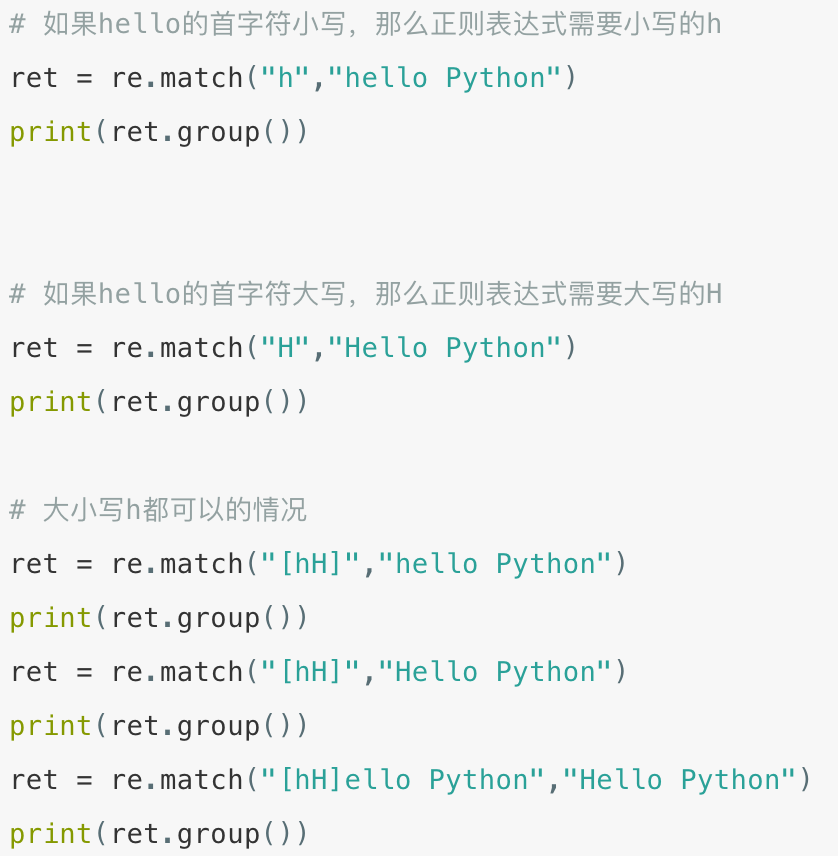 # 如果hello的首字符小写，那么正则表达式需要小写的h
ret = re.match("h","hello Python")
print(ret.group())
# 如果hello的首字符大写，那么正则表达式需要大写的H
ret = re.match("H","Hello Python")
print(ret.group())
# 大小写h都可以的情况
ret = re.match("[hH]","hello Python")
print(ret.group())
ret = re.match("[hH]","Hello Python")
print(ret.group())
ret = re.match("[hH]ello Python","Hello Python")
print(ret.group())